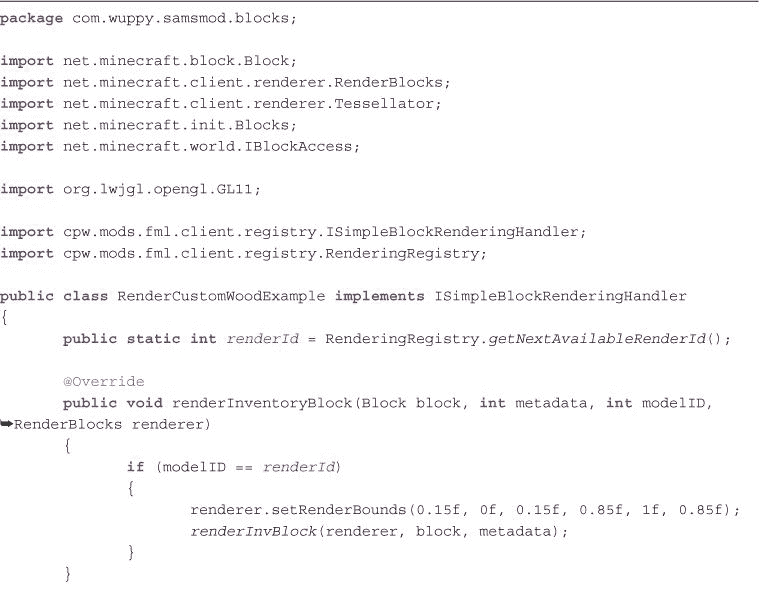 package com.wuppy.samsmod.blocks;
import net.minecraft.block.Block;
import net.minecraft.client.renderer.RenderBlocks;
import net.minecraft.client.renderer.Tessellator;
import net.minecraft.init.Blocks;
import net.minecraft.world.IBlockAccess;
import org.lwjgl.opengl.GL11;
import cpw.mods.fml.client.registry.ISimpleBlockRenderingHandler;
import cpw.mods.fml.client.registry.RenderingRegistry;
public class RenderCustomWoodExample implements ISimpleBlockRenderingHandler
{
public static int renderId = RenderingRegistry.getNextAvailableRenderId();
@Override
public void renderInventoryBlock(Block block, int metadata, int modelID,
➥RenderBlocks renderer)
{
if (modelID == renderId)
{
renderer.setRenderBounds(0.15f, 0f, 0.15f, 0.85f, 1f, 0.85f);
renderInvBlock(renderer, block, metadata);
}
}